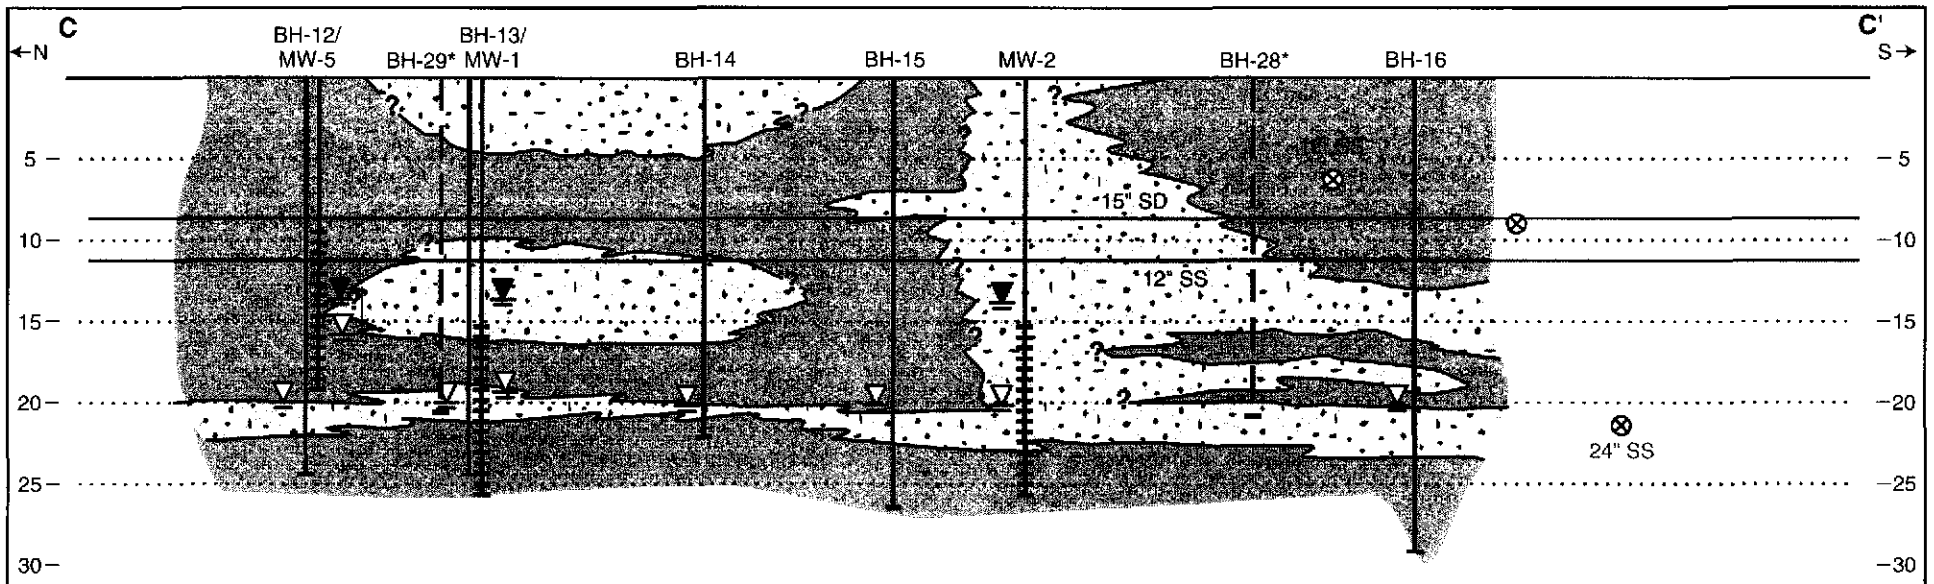 C
C'
←N
BH-12/
MW-5
BH-29*
BH-13/
MW-1
BH-14
BH-15
MW-2
BH-28*
BH-16
S→
?
?
?
5
5
?
15" SD
10
10
?
12" SS
?
15
15
?
?
20
20
?
24" SS
25
25
30
30